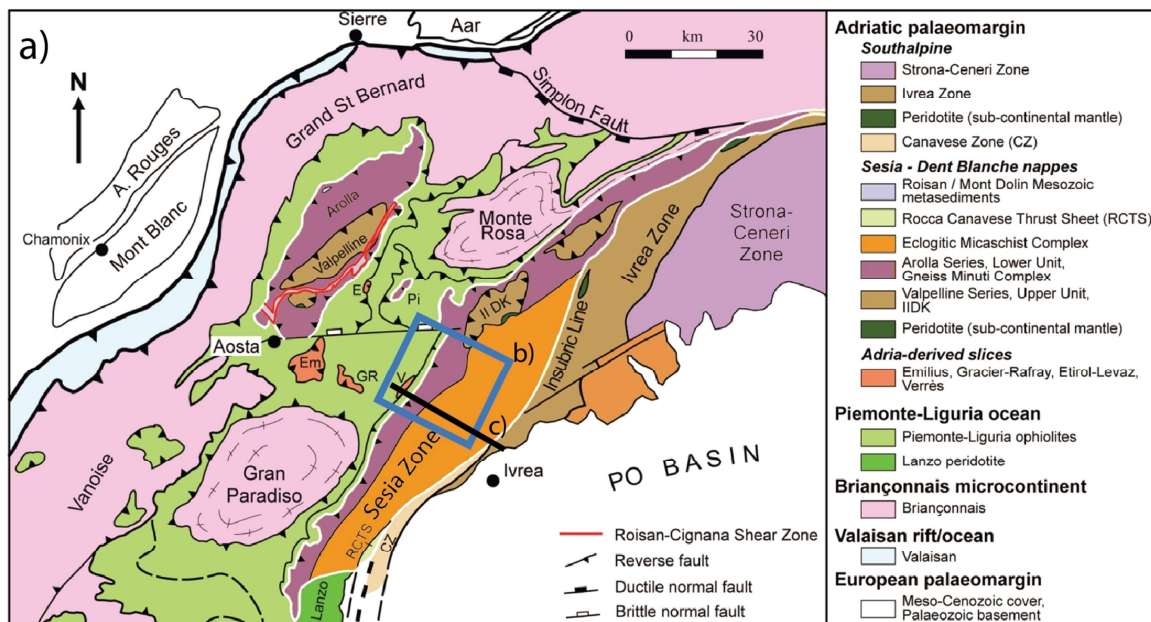 a)
Sierre
Aar
0 km 30
N
Grand St Bernard
Simplon Fault
A. Rouges
Mont Blanc
Chamonix
Arolla
Valpelline
Monte
Rosa
Strona-
Ceneri
Zone
Ivrea Zone
E
Pi
II DK
Insubric Line
Aosta
Em
GR
V
b)
c)
Sesia Zone
Ivrea
PO BASIN
Vanoise
Gran
Paradiso
RCTS
CZ
Lanzo
Roisan-Cignana Shear Zone
Reverse fault
Ductile normal fault
Brittle normal fault
Adriatic palaeomargin
Southalpine
Strona-Ceneri Zone
Ivrea Zone
Peridotite (sub-continental mantle)
Canavese Zone (CZ)
Sesia - Dent Blanche nappes
Roisan / Mont Dolin Mesozoic
metasediments
Rocca Canavese Thrust Sheet (RCTS)
Eclogitic Micaschist Complex
Arolla Series, Lower Unit,
Gneiss Minuti Complex
Valpelline Series, Upper Unit,
IIDK
Peridotite (sub-continental mantle)
Adria-derived slices
Emilius, Gracier-Rafray, Etirol-Levaz,
Verrès
Piemonte-Liguria ocean
Piemonte-Liguria ophiolites
Lanzo peridotite
Briançonnais microcontinent
Briançonnais
Valaisan rift/ocean
Valaisan
European palaeomargin
Meso-Cenozoic cover,
Palaeozoic basement